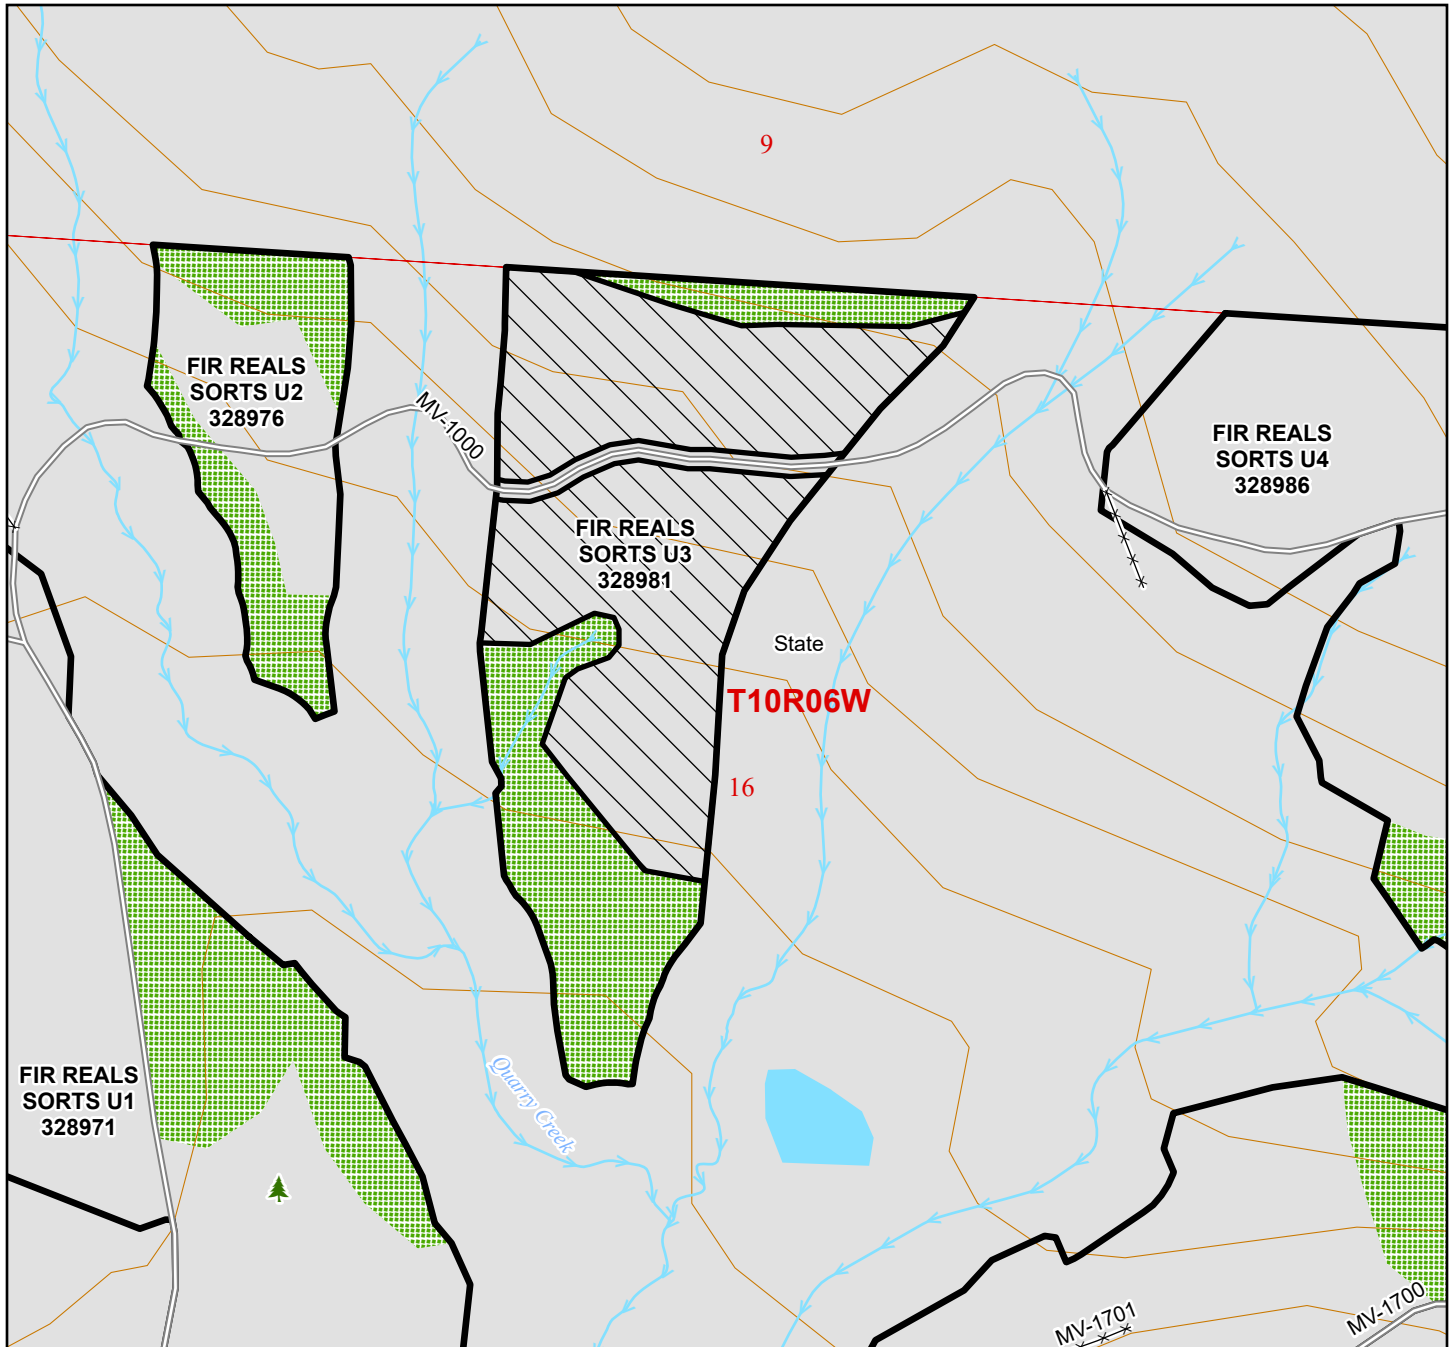 9
FIR REALS
SORTS U2
328976
MV-1000
FIR REALS
SORTS U4
328986
FIR REALS
SORTS U3
328981
State
T10R06W
16
FIR REALS
SORTS U1
328971
Quarry Creek
MV-1701
MV-1700